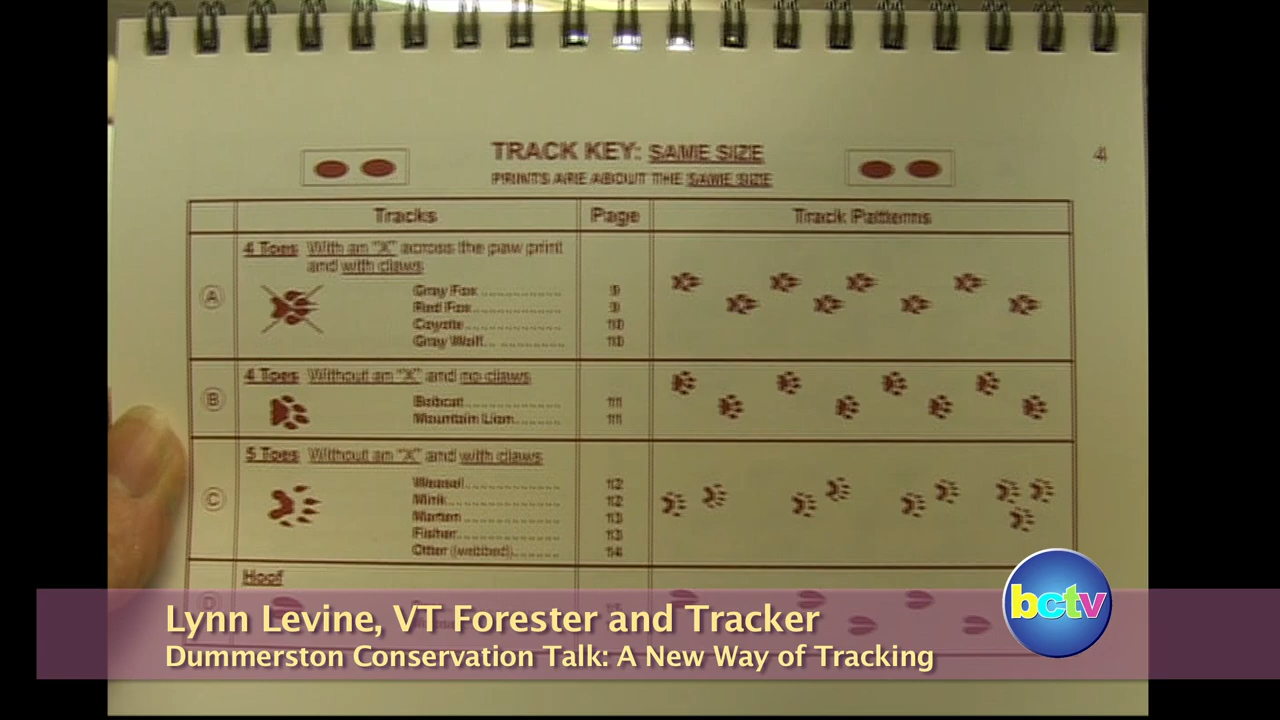 TRACK KEY: SAME SIZE
4
PRINTS ARE ABOUT THE SAME SIZE
Tracks Page Track Patterns
A
4 Toes With an "X" across the paw print
and with claws
Gray Fox 9
Red Fox 9
Coyote 10
Gray Wolf 10
B
4 Toes Without an "X" and no claws
Bobcat 11
Mountain Lion 11
C
5 Toes Without an "X" and with claws
Weasel 12
Mink 12
Marten 13
Fisher 13
Otter (webbed) 14
D
Hoof
bctv
Lynn Levine, VT Forester and Tracker
Dummerston Conservation Talk: A New Way of Tracking